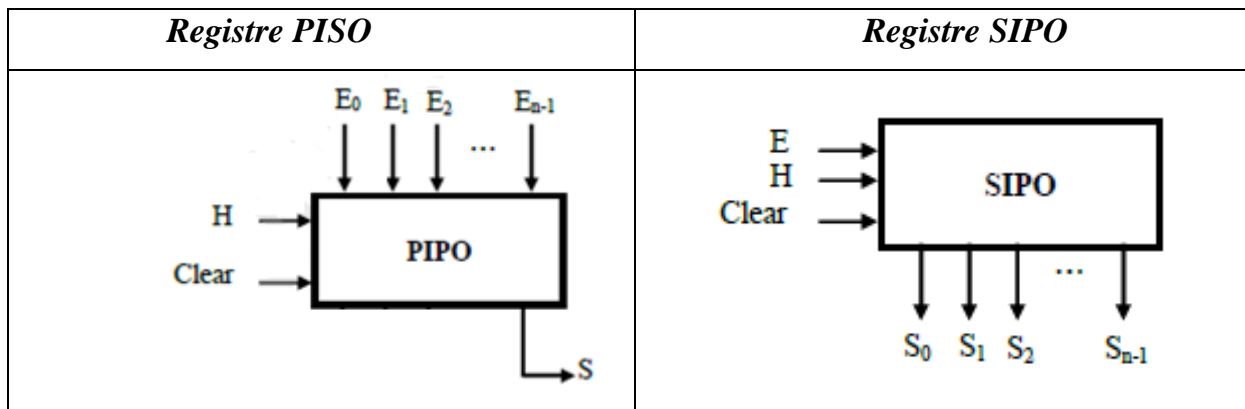 Registre PISO
E₀ E₁ E₂ ... Eₙ₋₁
H
Clear
PIPO
S
Registre SIPO
E
H
Clear
SIPO
...
S₀ S₁ S₂ Sₙ₋₁